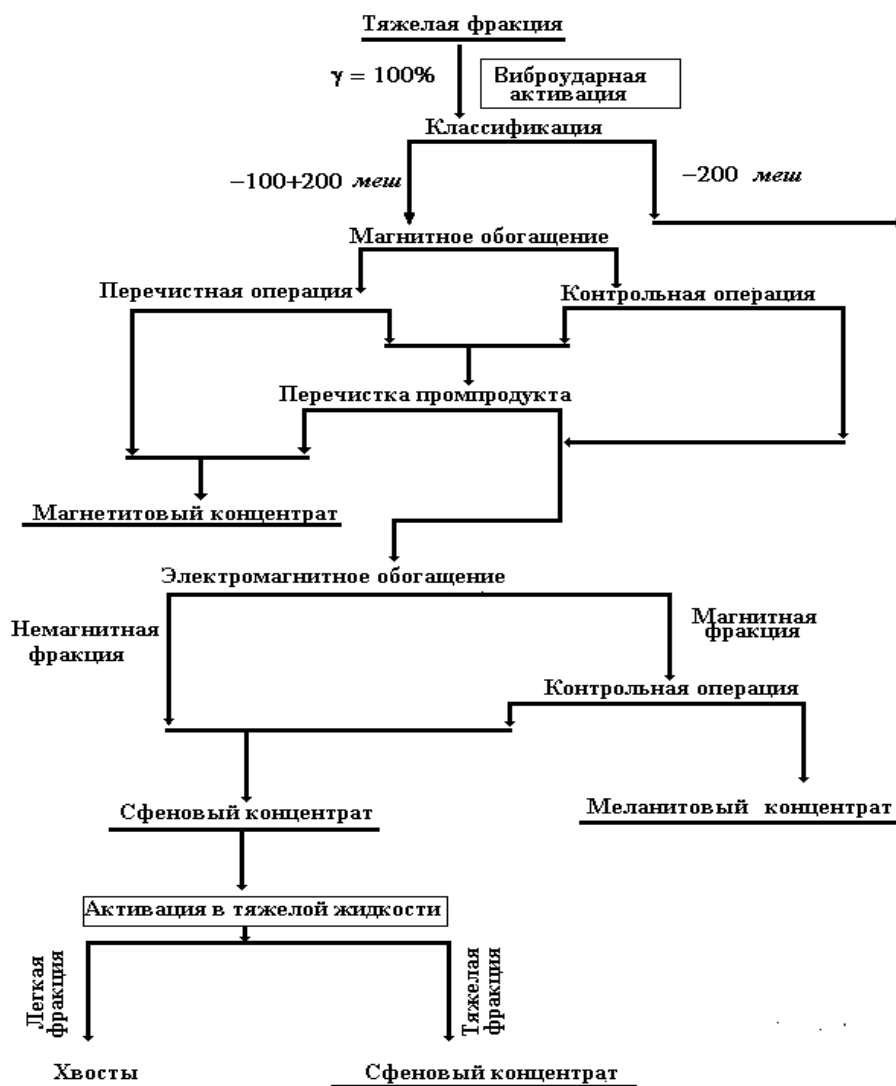 Тяжелая фракция
γ = 100%
Виброударная
активация
Классификация
−100+200 меш
−200 меш
Магнитное обогащение
Перечистная операция
Контрольная операция
Перечистка промпродукта
Магнетитовый концентрат
Электромагнитное обогащение
Немагнитная
фракция
Магнитная
фракция
Контрольная операция
Сфеновый концентрат
Меланитовый концентрат
Активация в тяжелой жидкости
Легкая
фракция
Тяжелая
фракция
Хвосты
Сфеновый концентрат